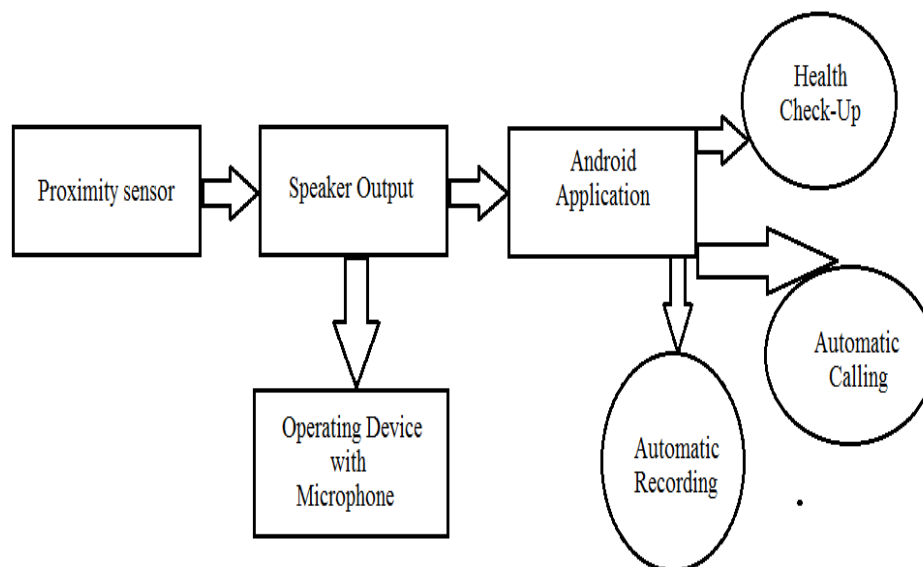 Proximity sensor
Speaker Output
Android
Application
Health
Check-Up
Automatic
Calling
Automatic
Recording
Operating Device
with
Microphone